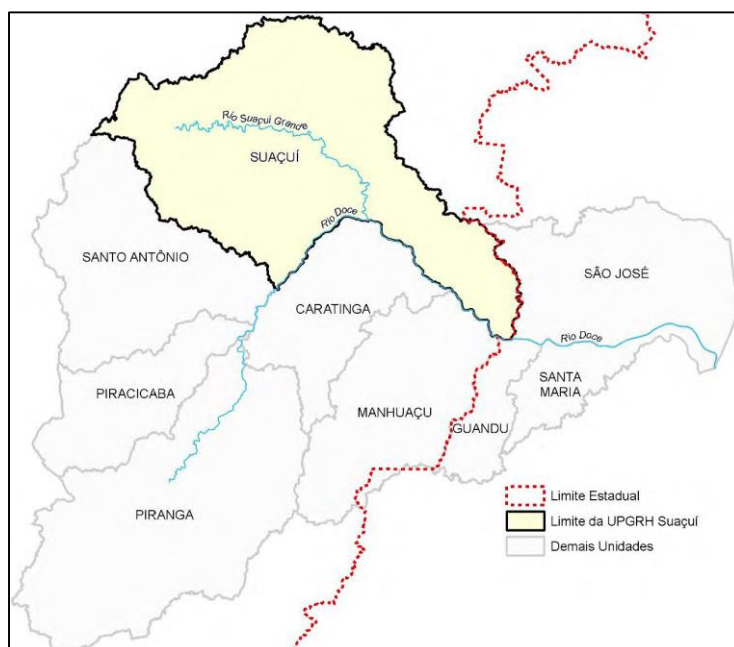 Rio Suaçuí Grande
SUAÇUÍ
Rio Doce
SANTO ANTÔNIO
SÃO JOSÉ
CARATINGA
Rio Doce
SANTA
MARIA
PIRACICABA
MANHUAÇU
GUANDU
PIRANGA
Limite Estadual
Limite da UPGRH Suaçuí
Demais Unidades